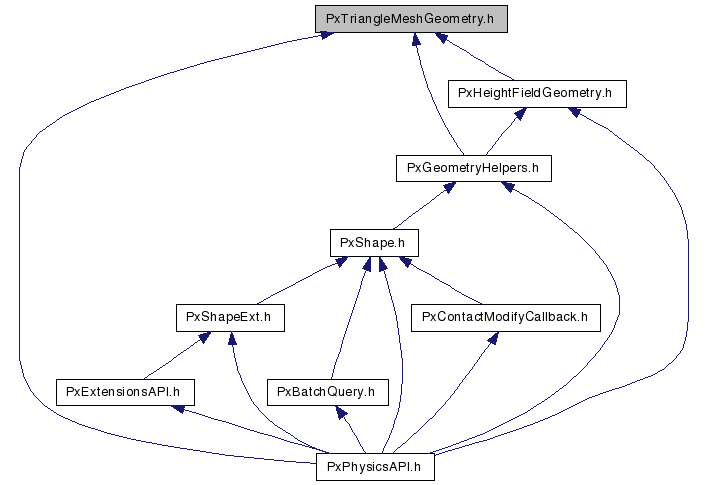 PxTriangleMeshGeometry.h
PxHeightFieldGeometry.h
PxGeometryHelpers.h
PxShape.h
PxShapeExt.h
PxContactModifyCallback.h
PxExtensionsAPI.h
PxBatchQuery.h
PxPhysicsAPI.h